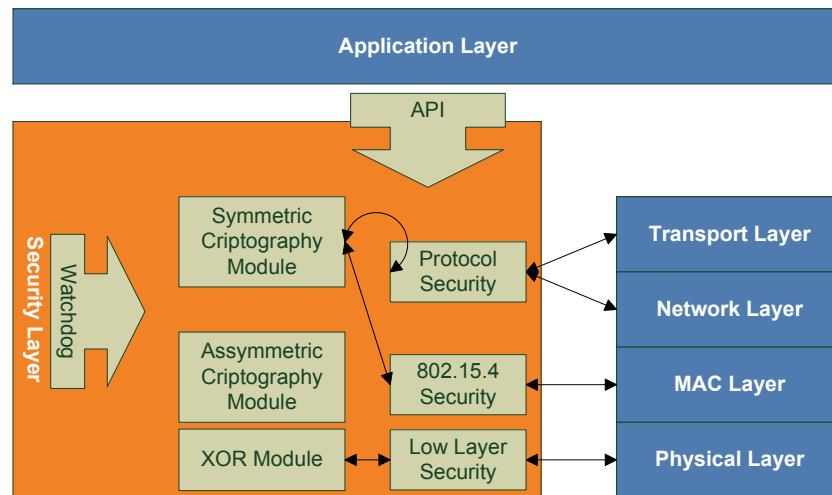 Application Layer
API
Security Layer
Watchdog
Symmetric
Criptography
Module
Protocol
Security
Assymmetric
Criptography
Module
802.15.4
Security
XOR Module
Low Layer
Security
Transport Layer
Network Layer
MAC Layer
Physical Layer